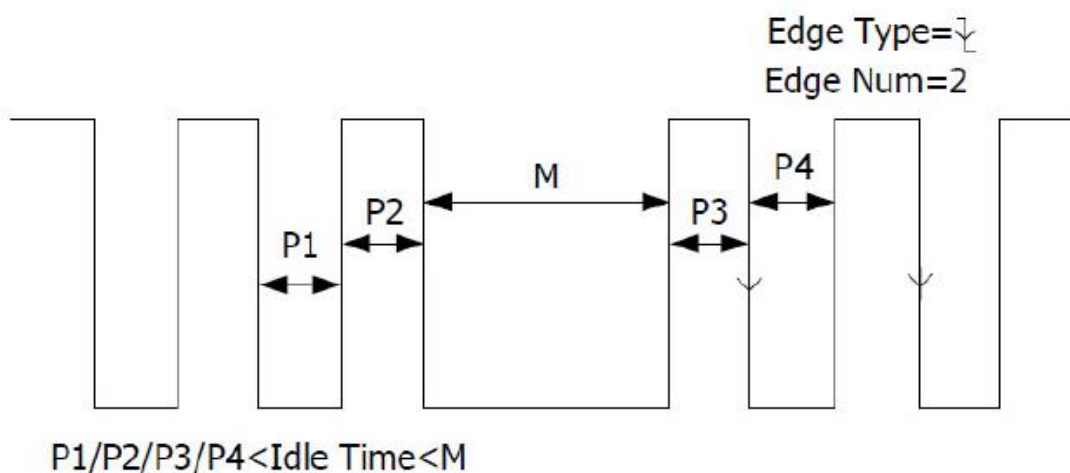 Edge Type=
Edge Num=2
P4
M
P2
P3
P1
P1/P2/P3/P4<Idle Time<M